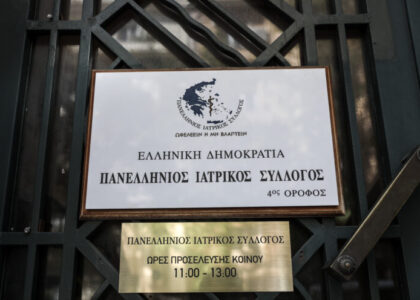 ΠΑΝΕΛΛΗΝΙΟΣ ΙΑΤΡΙΚΟΣ ΣΥΛΛΟΓΟΣ
ΩΦΕΛΕΕΙΝ Η ΜΗ ΒΛΑΠΤΕΙΝ
ΕΛΛΗΝΙΚΗ ΔΗΜΟΚΡΑΤΙΑ
ΠΑΝΕΛΛΗΝΙΟΣ ΙΑΤΡΙΚΟΣ ΣΥΛΛΟΓΟΣ
4ος ΟΡΟΦΟΣ
ΠΑΝΕΛΛΗΝΙΟΣ ΙΑΤΡΙΚΟΣ ΣΥΛΛΟΓΟΣ
ΩΡΕΣ ΠΡΟΣΕΛΕΥΣΗΣ ΚΟΙΝΟΥ
11:00 - 13:00